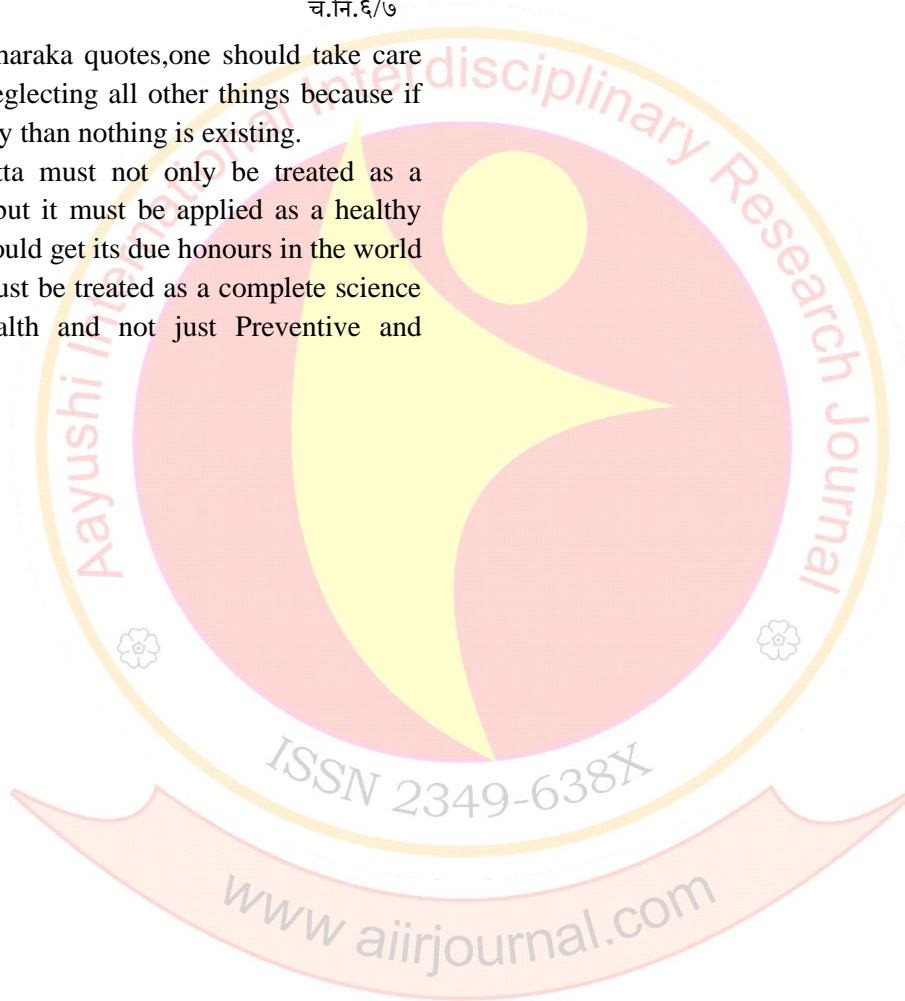 च.नि.६/७
haraka quotes,one should take care
eglecting all other things because if
y than nothing is existing.
tta must not only be treated as a
but it must be applied as a healthy
ould get its due honours in the world
ust be treated as a complete science
alth and not just Preventive and
Aayushi International Interdisciplinary Research Journal
ISSN 2349-638X
www aiirjournal.com